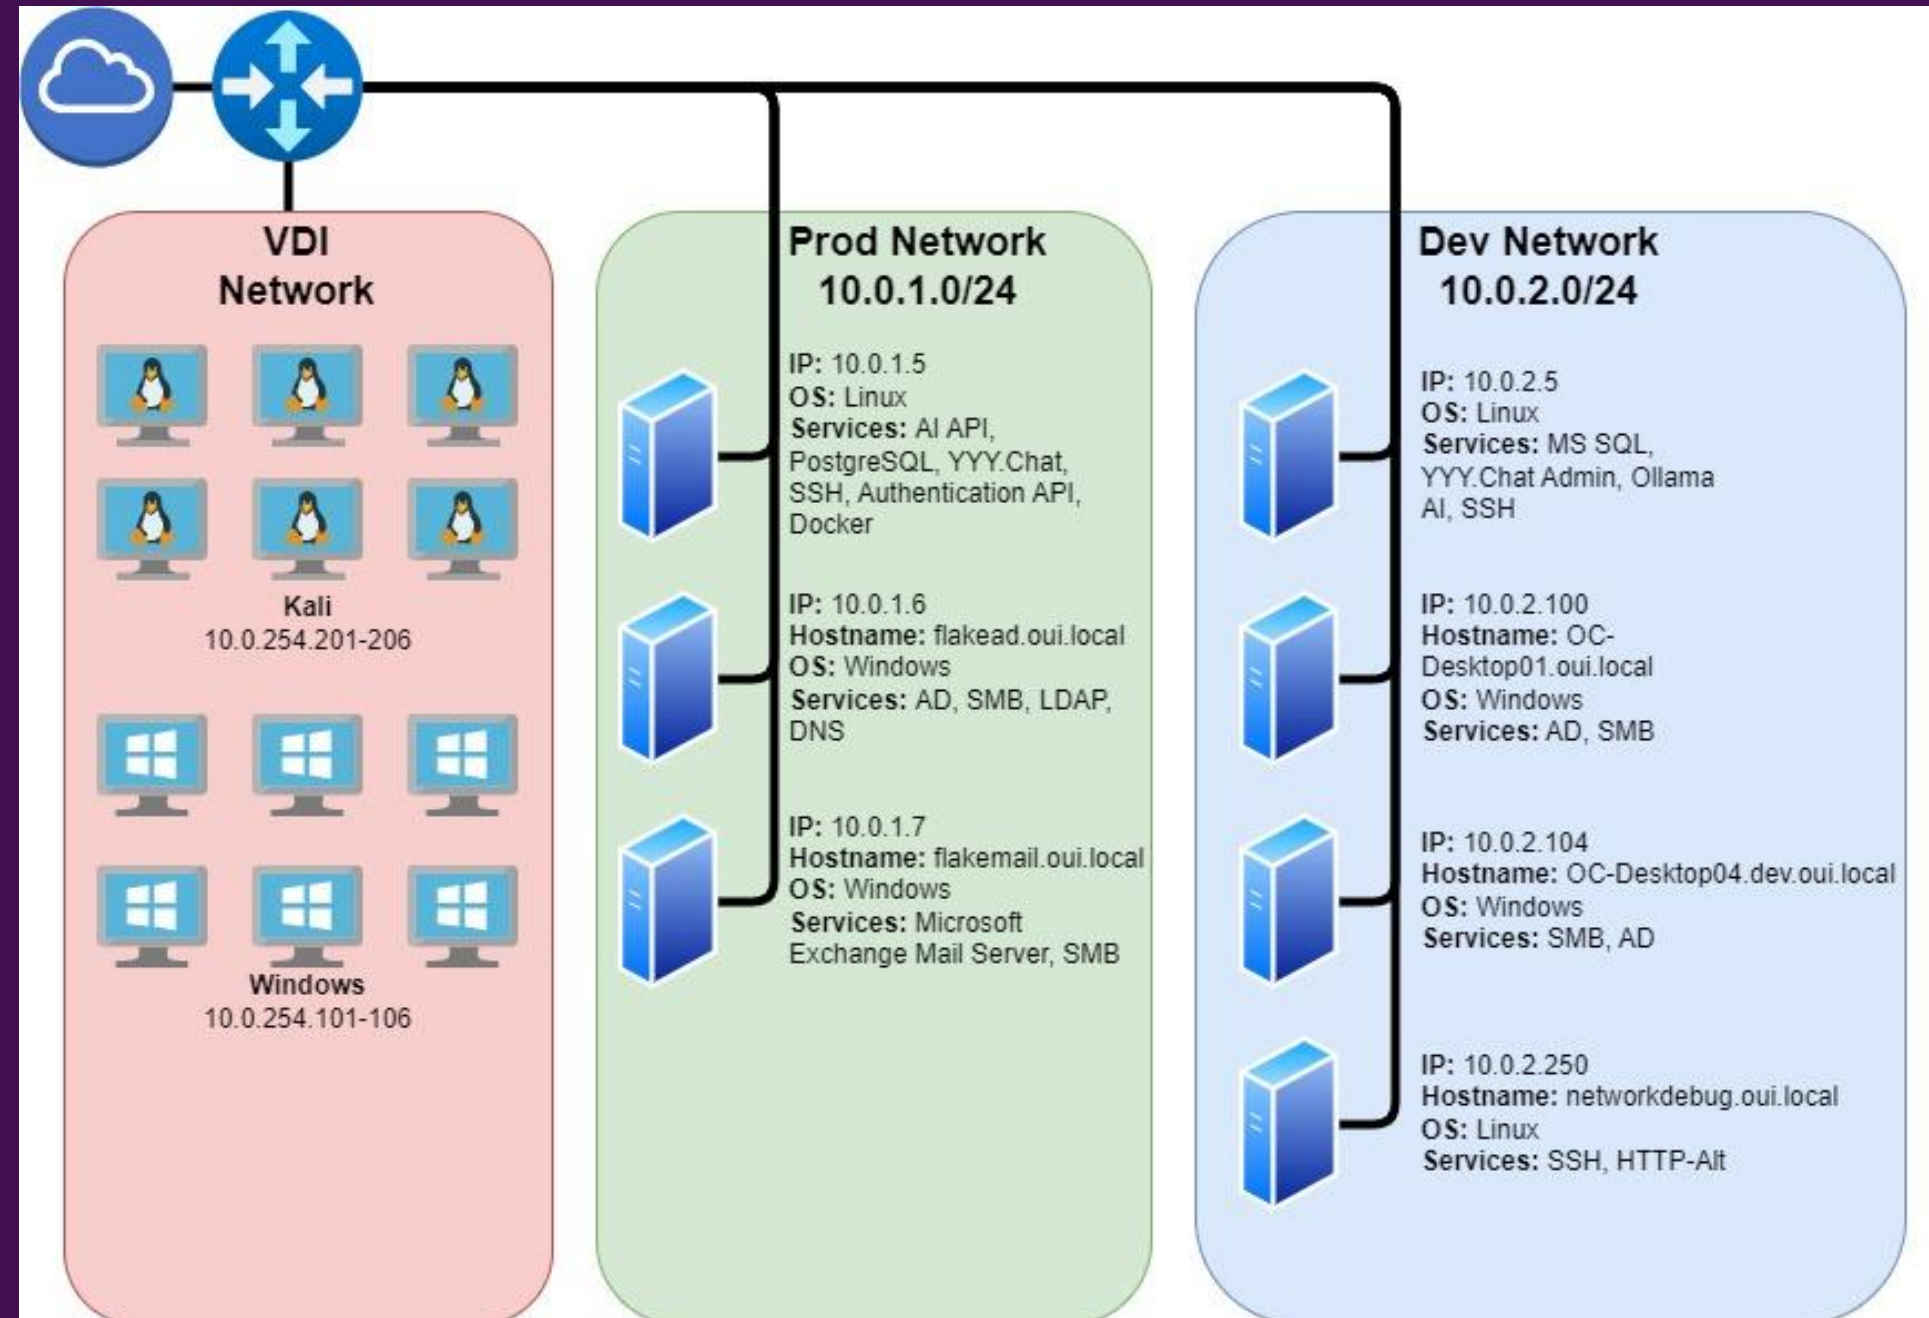 VDI
Network
Kali
10.0.254.201-206
Windows
10.0.254.101-106
Prod Network
10.0.1.0/24
IP: 10.0.1.5
OS: Linux
Services: AI API,
PostgreSQL, YYY.Chat,
SSH, Authentication API,
Docker
IP: 10.0.1.6
Hostname: flakead.oui.local
OS: Windows
Services: AD, SMB, LDAP,
DNS
IP: 10.0.1.7
Hostname: flakemail.oui.local
OS: Windows
Services: Microsoft
Exchange Mail Server, SMB
Dev Network
10.0.2.0/24
IP: 10.0.2.5
OS: Linux
Services: MS SQL,
YYY.Chat Admin, Ollama
AI, SSH
IP: 10.0.2.100
Hostname: OC-
Desktop01.oui.local
OS: Windows
Services: AD, SMB
IP: 10.0.2.104
Hostname: OC-Desktop04.dev.oui.local
OS: Windows
Services: SMB, AD
IP: 10.0.2.250
Hostname: networkdebug.oui.local
OS: Linux
Services: SSH, HTTP-Alt